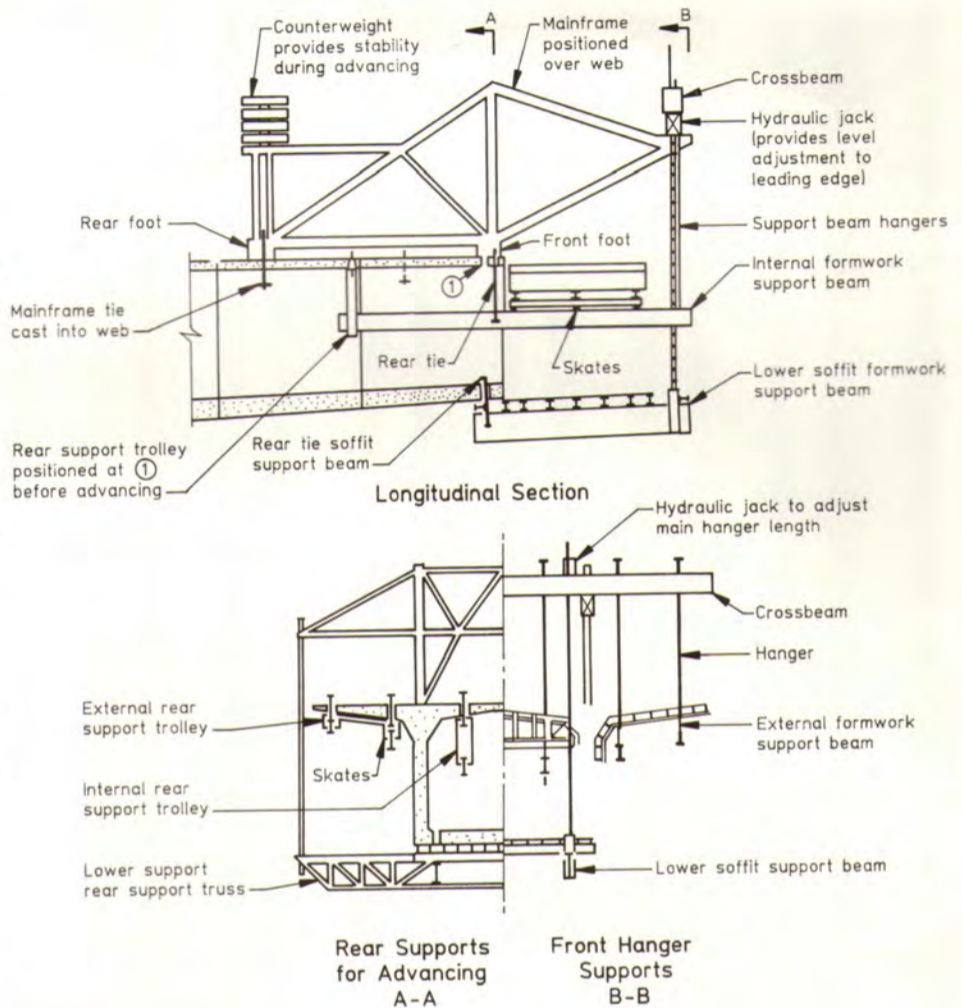 Counterweight
provides stability
during advancing
A
Mainframe
positioned
over web
B
Crossbeam
Hydraulic jack
(provides level
adjustment to
leading edge)
Rear foot
Front foot
Support beam hangers
Internal formwork
support beam
1
Mainframe tie
cast into web
Rear tie
Skates
Lower soffit formwork
support beam
Rear support trolley
positioned at 1
before advancing
Rear tie soffit
support beam
Longitudinal Section
Hydraulic jack to adjust
main hanger length
Crossbeam
Hanger
External rear
support trolley
External formwork
support beam
Skates
Internal rear
support trolley
Lower support
rear support truss
Lower soffit support beam
Rear Supports
for Advancing
A-A
Front Hanger
Supports
B-B